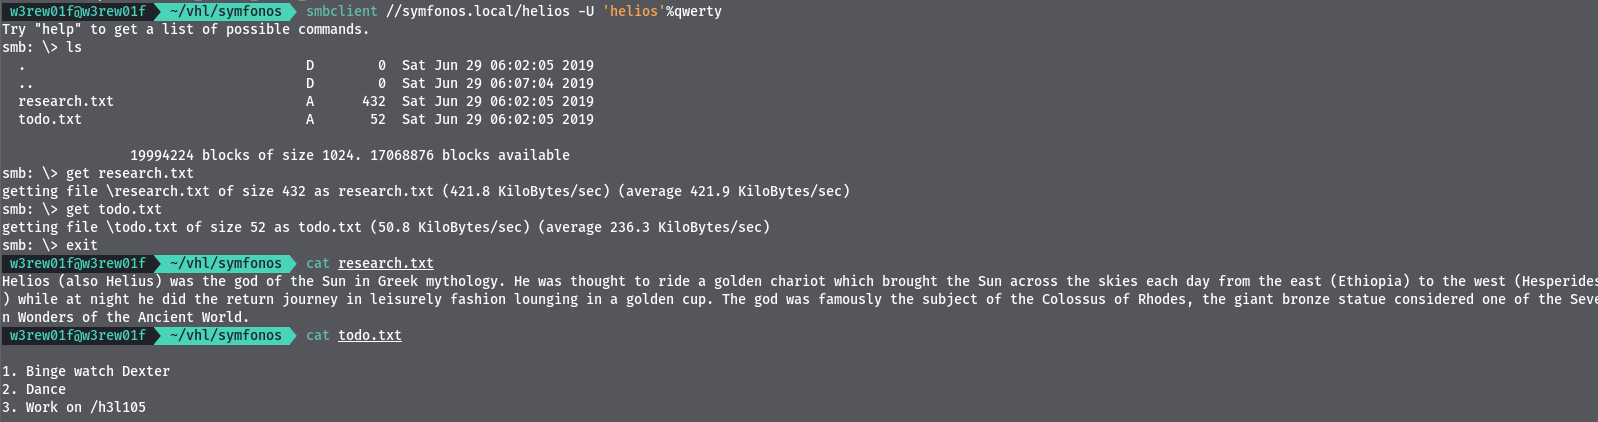 w3rew01f@w3rew01f ~/vhl/symfonos smbclient //symfonos.local/helios -U 'helios'%qwerty
Try "help" to get a list of possible commands.
smb: \> ls
. D 0 Sat Jun 29 06:02:05 2019
.. D 0 Sat Jun 29 06:07:04 2019
research.txt A 432 Sat Jun 29 06:02:05 2019
todo.txt A 52 Sat Jun 29 06:02:05 2019
19994224 blocks of size 1024. 17068876 blocks available
smb: \> get research.txt
getting file \research.txt of size 432 as research.txt (421.8 KiloBytes/sec) (average 421.9 KiloBytes/sec)
smb: \> get todo.txt
getting file \todo.txt of size 52 as todo.txt (50.8 KiloBytes/sec) (average 236.3 KiloBytes/sec)
smb: \> exit
w3rew01f@w3rew01f ~/vhl/symfonos cat research.txt
Helios (also Helius) was the god of the Sun in Greek mythology. He was thought to ride a golden chariot which brought the Sun across the skies each day from the east (Ethiopia) to the west (Hesperides
) while at night he did the return journey in leisurely fashion lounging in a golden cup. The god was famously the subject of the Colossus of Rhodes, the giant bronze statue considered one of the Seve
n Wonders of the Ancient World.
w3rew01f@w3rew01f ~/vhl/symfonos cat todo.txt
1. Binge watch Dexter
2. Dance
3. Work on /h3l105